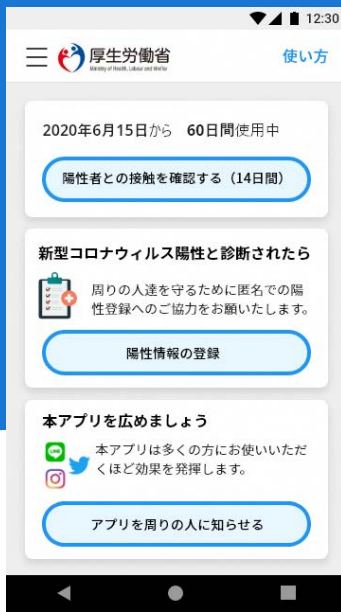 12:30
厚生労働省
Ministry of Health, Labour and Welfar
使い方
2020年6月15日から 60日間使用中
陽性者との接触を確認する（14日間）
新型コロナウィルス陽性と診断されたら
周りの人達を守るために匿名での陽
性登録へのご協力をお願いたします。
陽性情報の登録
本アプリを広めましょう
LINE
本アプリは多くの方にお使いいただ
くほど効果を発揮します。
アプリを周りの人に知らせる